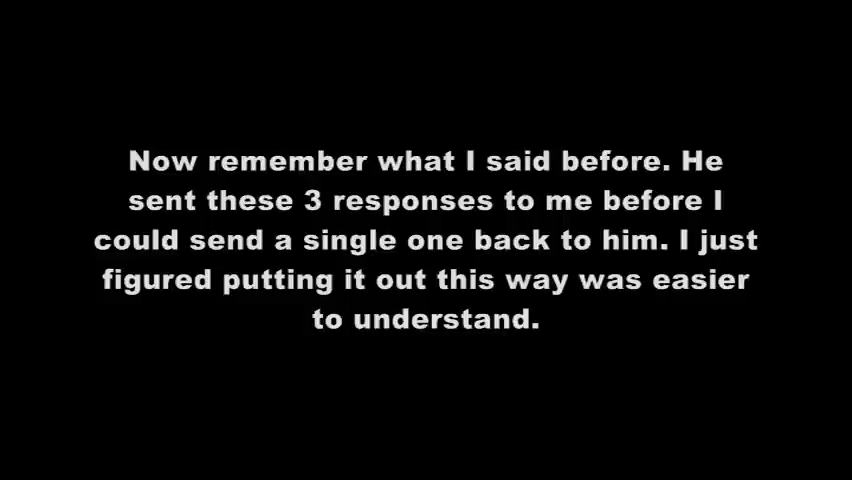 Now remember what I said before. He
sent these 3 responses to me before I
could send a single one back to him. I just
figured putting it out this way was easier
to understand.